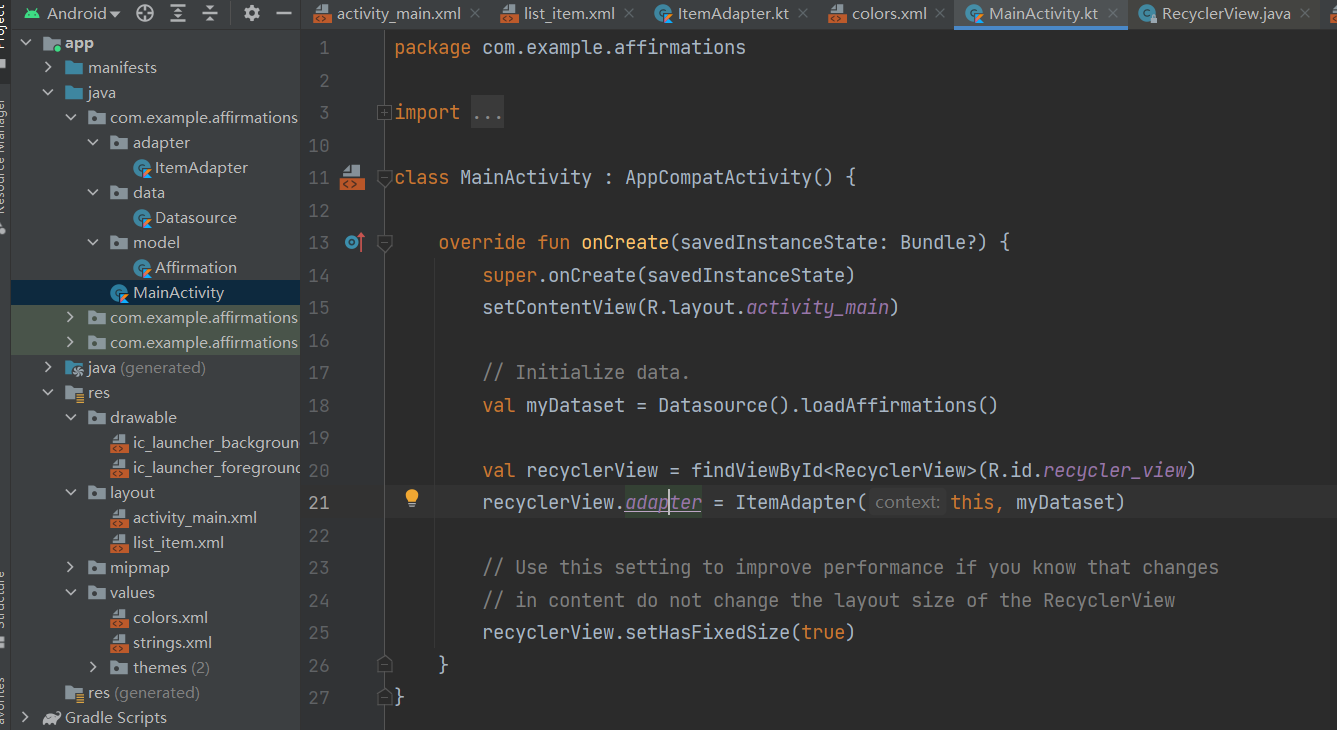 Android
activity_main.xml
list_item.xml
ItemAdapter.kt
colors.xml
MainActivity.kt
RecyclerView.java
Resource Manager
Structure
app
manifests
java
com.example.affirmations
adapter
ItemAdapter
data
Datasource
model
Affirmation
MainActivity
com.example.affirmations
com.example.affirmations
java (generated)
res
drawable
ic_launcher_backgroun
ic_launcher_foreground
layout
activity_main.xml
list_item.xml
mipmap
values
colors.xml
strings.xml
themes (2)
res (generated)
Gradle Scripts
1 package com.example.affirmations
2
3 import ...
10
11 class MainActivity : AppCompatActivity() {
12
13 override fun onCreate(savedInstanceState: Bundle?) {
14 super.onCreate(savedInstanceState)
15 setContentView(R.layout.activity_main)
16
17 // Initialize data.
18 val myDataset = Datasource().loadAffirmations()
19
20 val recyclerView = findViewById<RecyclerView>(R.id.recycler_view)
21 recyclerView.adapter = ItemAdapter( context: this, myDataset)
22
23 // Use this setting to improve performance if you know that changes
24 // in content do not change the layout size of the RecyclerView
25 recyclerView.setHasFixedSize(true)
26 }
27 }